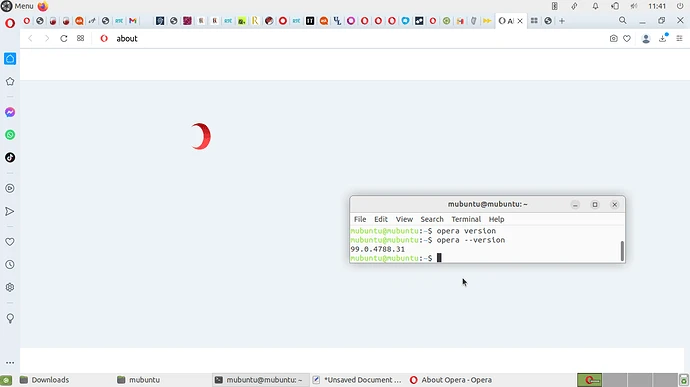 Menu
11:41
about
mubuntu@mubuntu: ~
File Edit View Search Terminal Help
mubuntu@mubuntu:~$ opera version
mubuntu@mubuntu:~$ opera --version
99.0.4788.31
mubuntu@mubuntu:~$
Downloads
mubuntu
mubuntu@mubuntu: ~
*Unsaved Document ...
About Opera - Opera